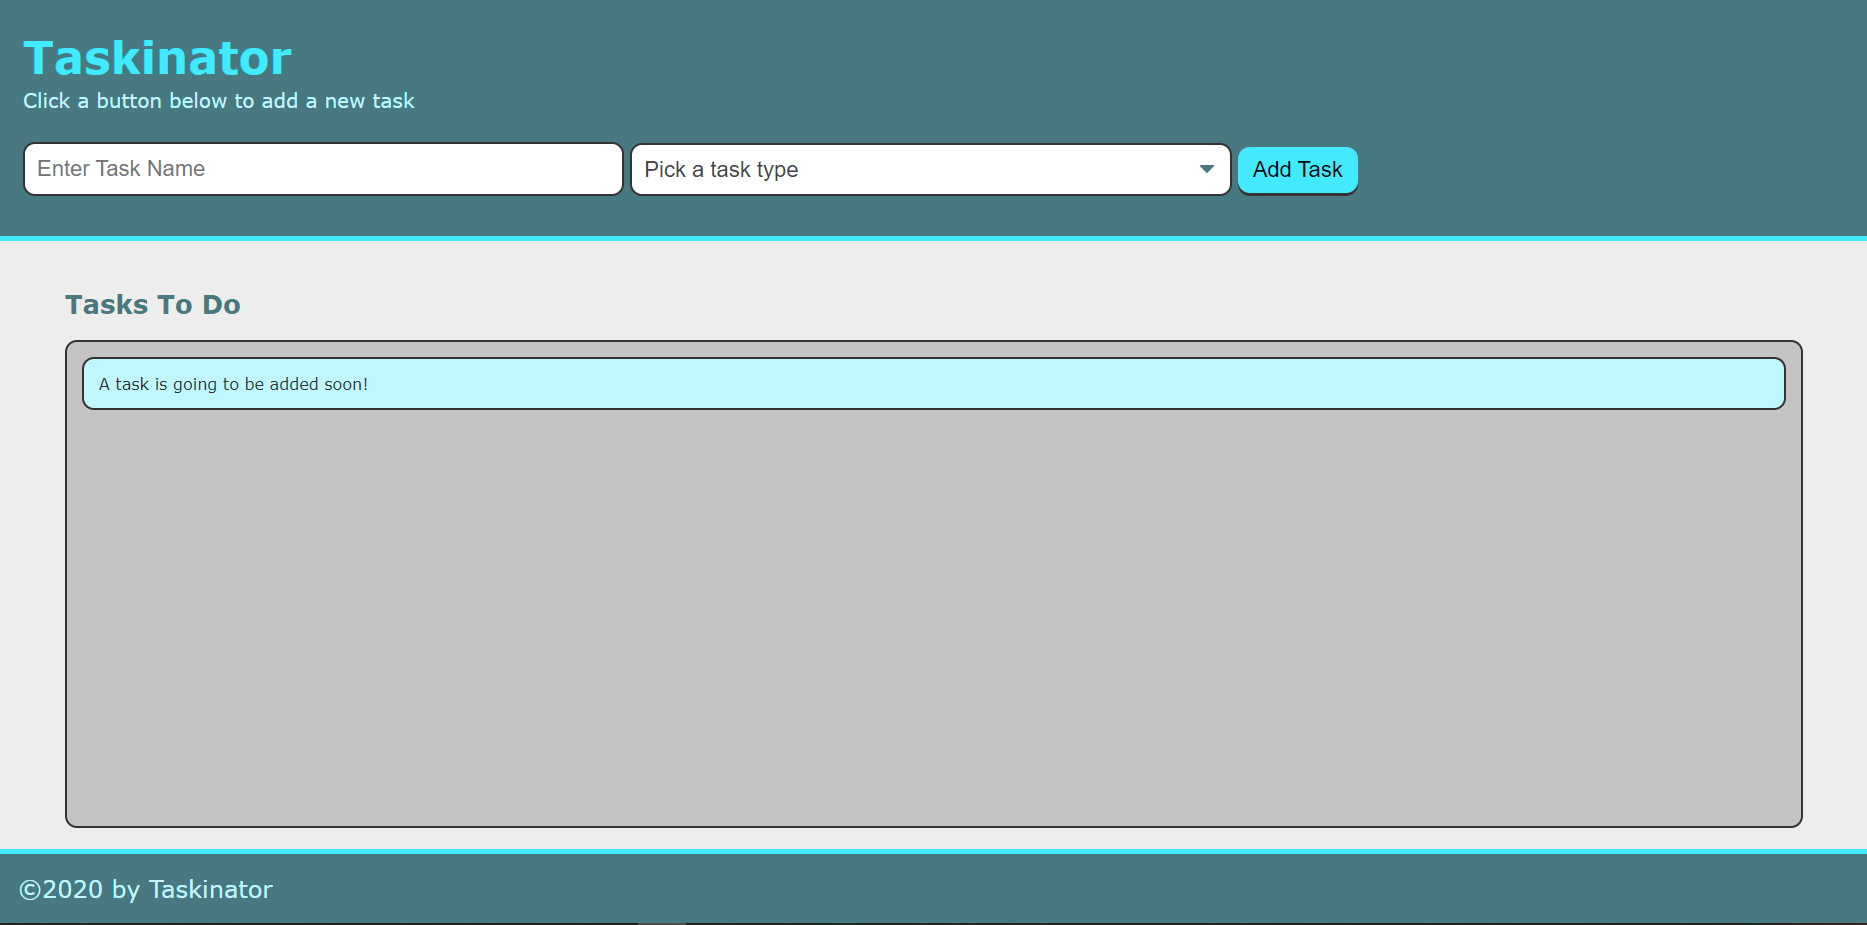 Taskinator
Click a button below to add a new task
Enter Task Name
Pick a task type
Add Task
Tasks To Do
A task is going to be added soon!
©2020 by Taskinator